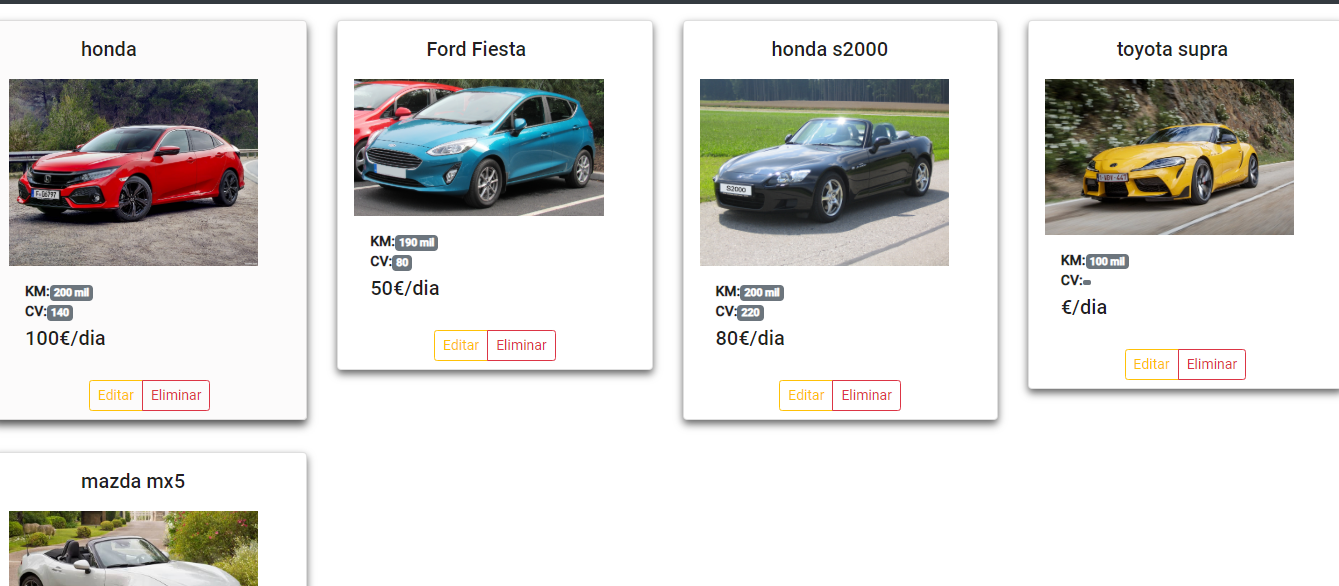 honda
KM:200 mil
CV:140
100€/dia
Editar Eliminar
Ford Fiesta
KM:190 mil
CV:80
50€/dia
Editar Eliminar
honda s2000
S2000
KM:200 mil
CV:220
80€/dia
Editar Eliminar
toyota supra
KM:100 mil
CV:
€/dia
Editar Eliminar
mazda mx5